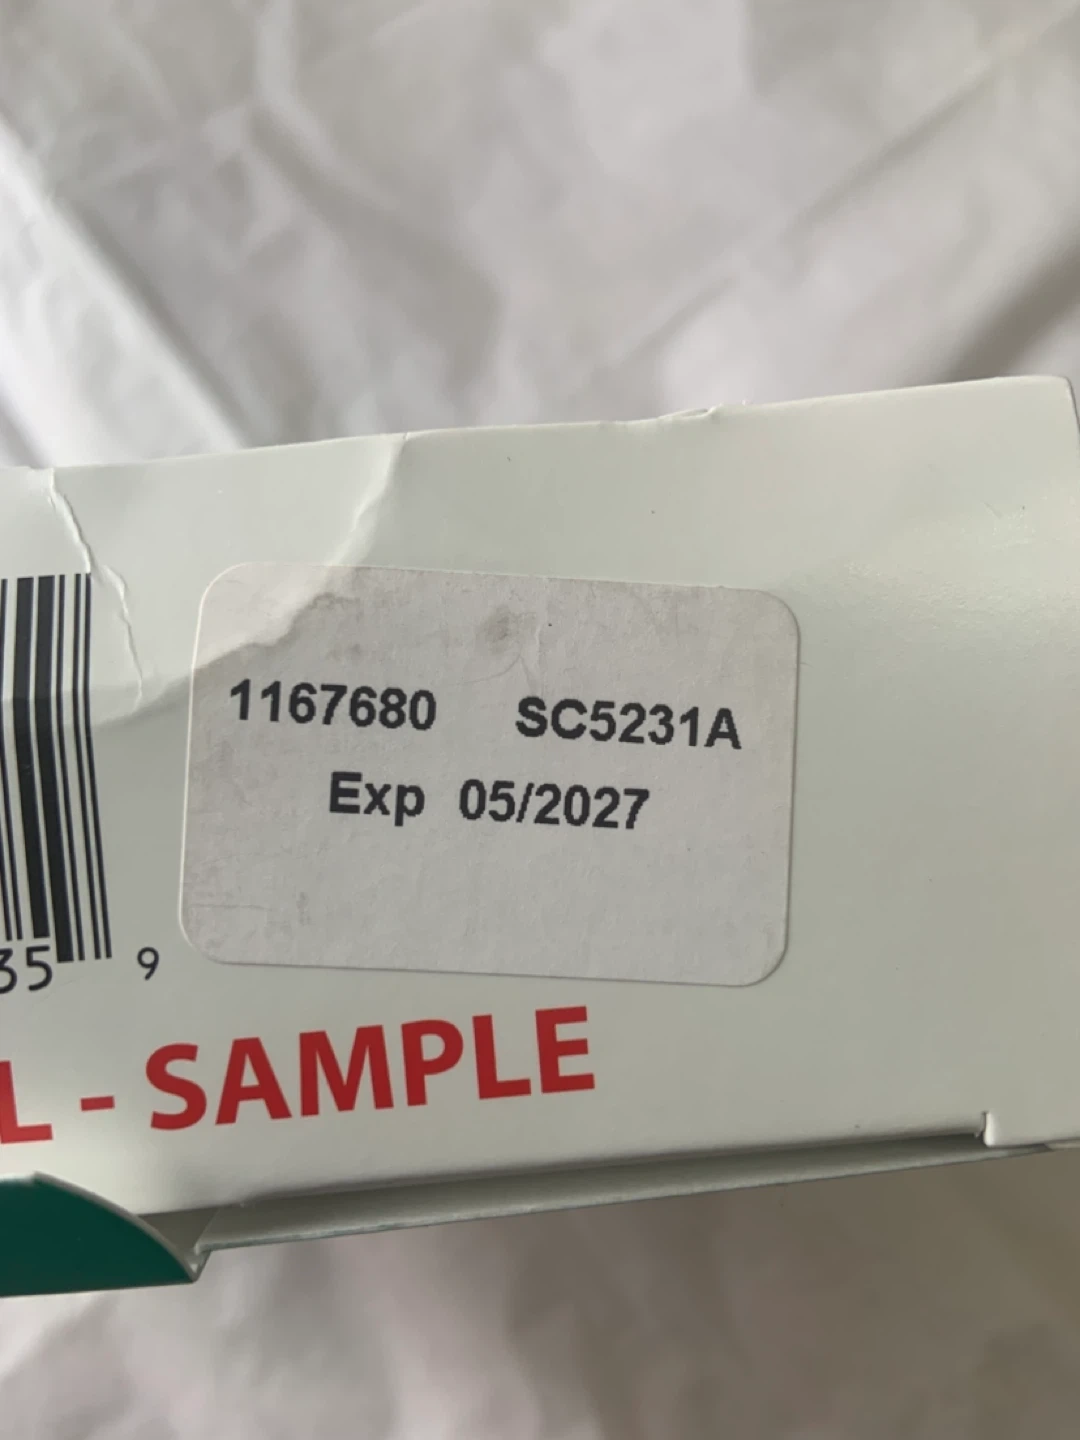 1167680 SC5231A
Exp 05/2027
35 9
L - SAMPLE